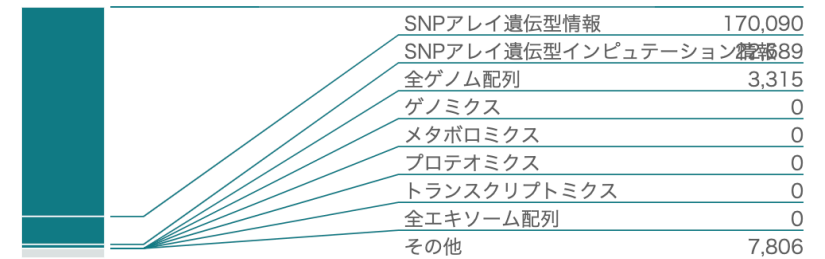 SNPアレイ遺伝型情報 170,090
SNPアレイ遺伝型インピュテーション情報 22,689
全ゲノム配列 3,315
ゲノミクス 0
メタボロミクス 0
プロテオミクス 0
トランスクリプトミクス 0
全エキソーム配列 0
その他 7,806